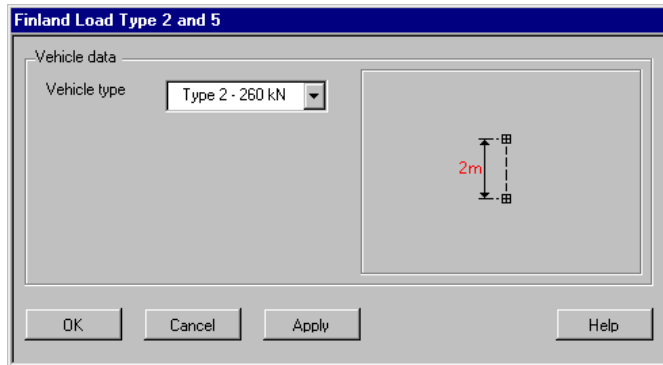 Finland Load Type 2 and 5
Vehicle data
Vehicle type
Type 2 - 260 kN
2m
OK Cancel Apply Help